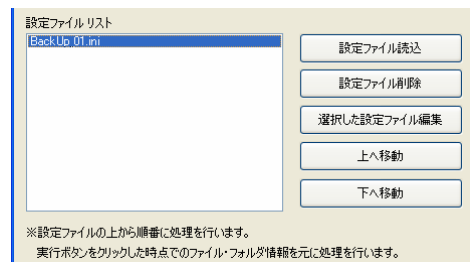 設定ファイル リスト
BackUp 01.ini
設定ファイル読込
設定ファイル削除
選択した設定ファイル編集
上へ移動
下へ移動
※設定ファイルの上から順番に処理を行います。
実行ボタンをクリックした時点でのファイル・フォルダ情報を元に処理を行います。